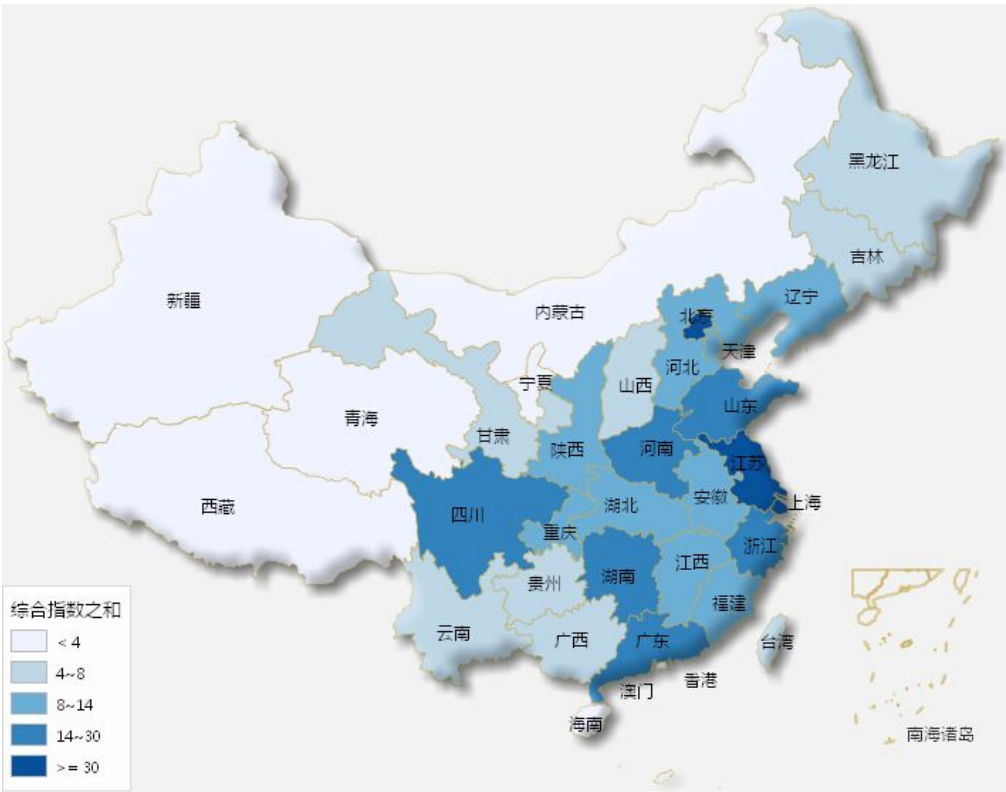 黑龙江
吉林
新疆
内蒙古
辽宁
北京
天津
宁夏
山西
河北
青海
山东
甘肃
陕西
河南
江苏
西藏
四川
湖北
安徽
上海
重庆
浙江
贵州
湖南
江西
福建
云南
广西
广东
台湾
澳门
香港
海南
南海诸岛
综合指数之和
< 4
4~8
8~14
14~30
>= 30